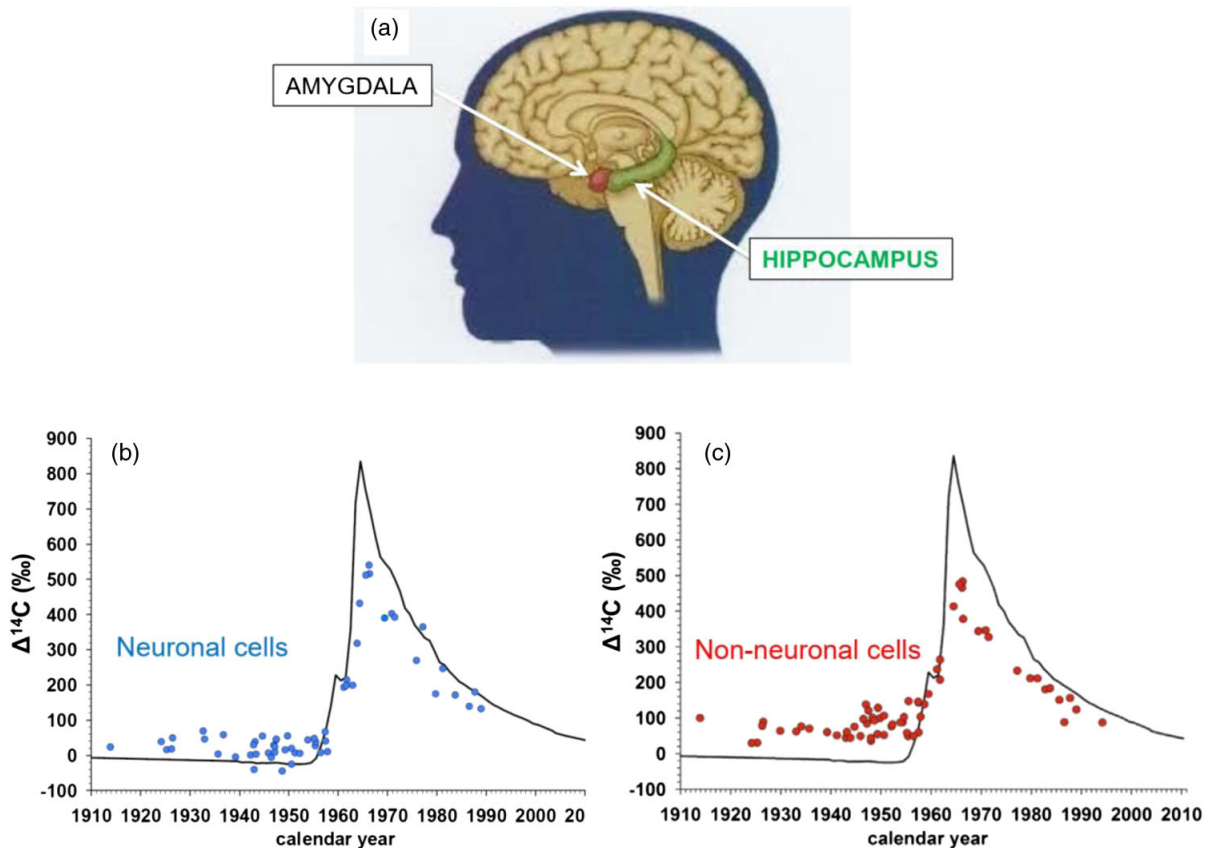 (a)
AMYGDALA
HIPPOCAMPUS
(b)
900
800
700
600
500
400
300
200
100
0
-100
Δ¹⁴C (‰)
Neuronal cells
1910 1920 1930 1940 1950 1960 1970 1980 1990 2000 20
calendar year
(c)
900
800
700
600
500
400
300
200
100
0
-100
Δ¹⁴C (‰)
Non-neuronal cells
1910 1920 1930 1940 1950 1960 1970 1980 1990 2000 2010
calendar year